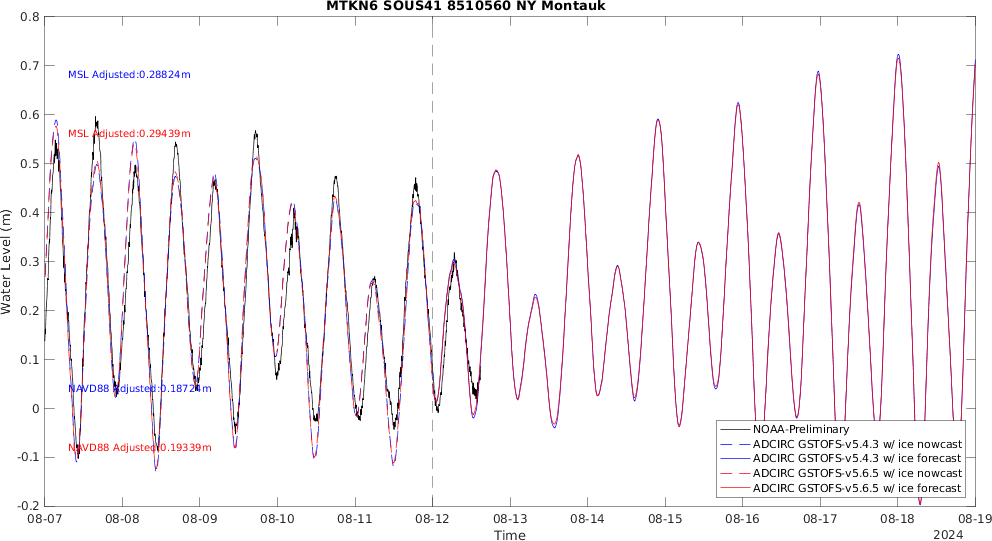 MTKN6 SOUS41 8510560 NY Montauk
0.8
0.7
0.6
0.5
0.4
0.3
0.2
0.1
0
-0.1
-0.2
Water Level (m)
MSL Adjusted:0.28824m
MSL Adjusted:0.29439m
NAVD88 Adjusted:0.18724m
NAVD88 Adjusted:0.19339m
NOAA-Preliminary
ADCIRC GSTOFS-v5.4.3 w/ ice nowcast
ADCIRC GSTOFS-v5.4.3 w/ ice forecast
ADCIRC GSTOFS-v5.6.5 w/ ice nowcast
ADCIRC GSTOFS-v5.6.5 w/ ice forecast
08-07 08-08 08-09 08-10 08-11 08-12 08-13 08-14 08-15 08-16 08-17 08-18 08-19
Time
2024